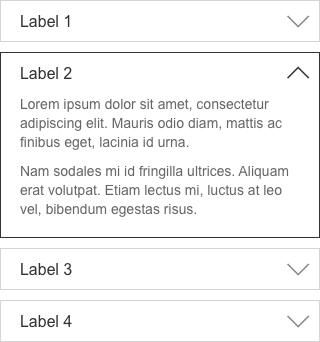 Label 1
Label 2
Lorem ipsum dolor sit amet, consectetur
adipiscing elit. Mauris odio diam, mattis ac
finibus eget, lacinia id urna.
Nam sodales mi id fringilla ultrices. Aliquam
erat volutpat. Etiam lectus mi, luctus at leo
vel, bibendum egestas risus.
Label 3
Label 4